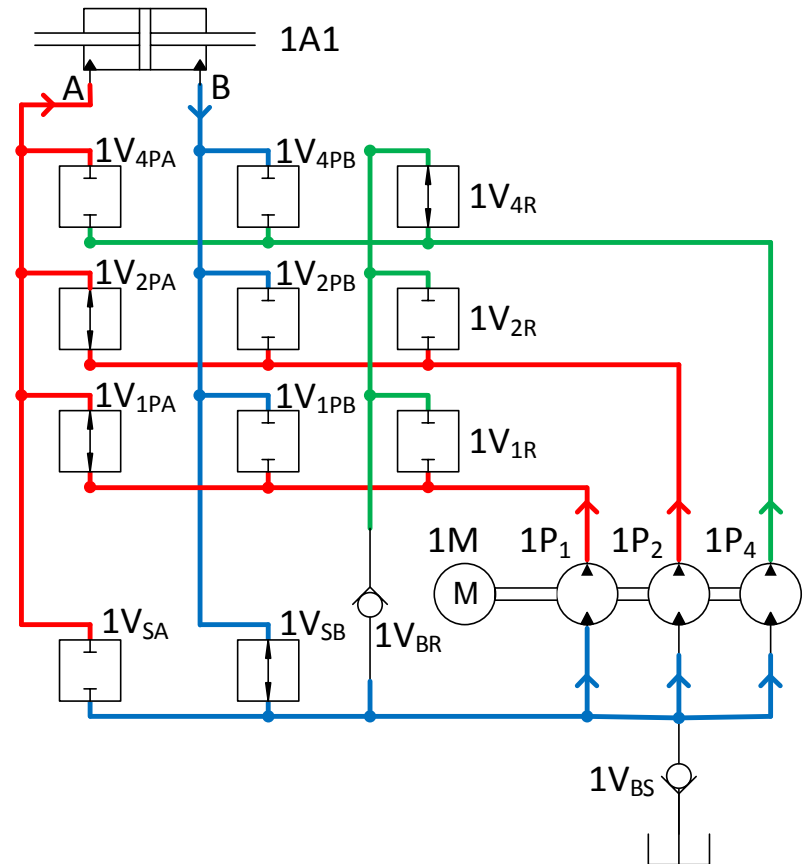 1A1
A B
1V4PA 1V4PB 1V4R
1V2PA 1V2PB 1V2R
1V1PA 1V1PB 1V1R
1M 1P1 1P2 1P4
M
1VSA 1VSB 1VBR
1VBS